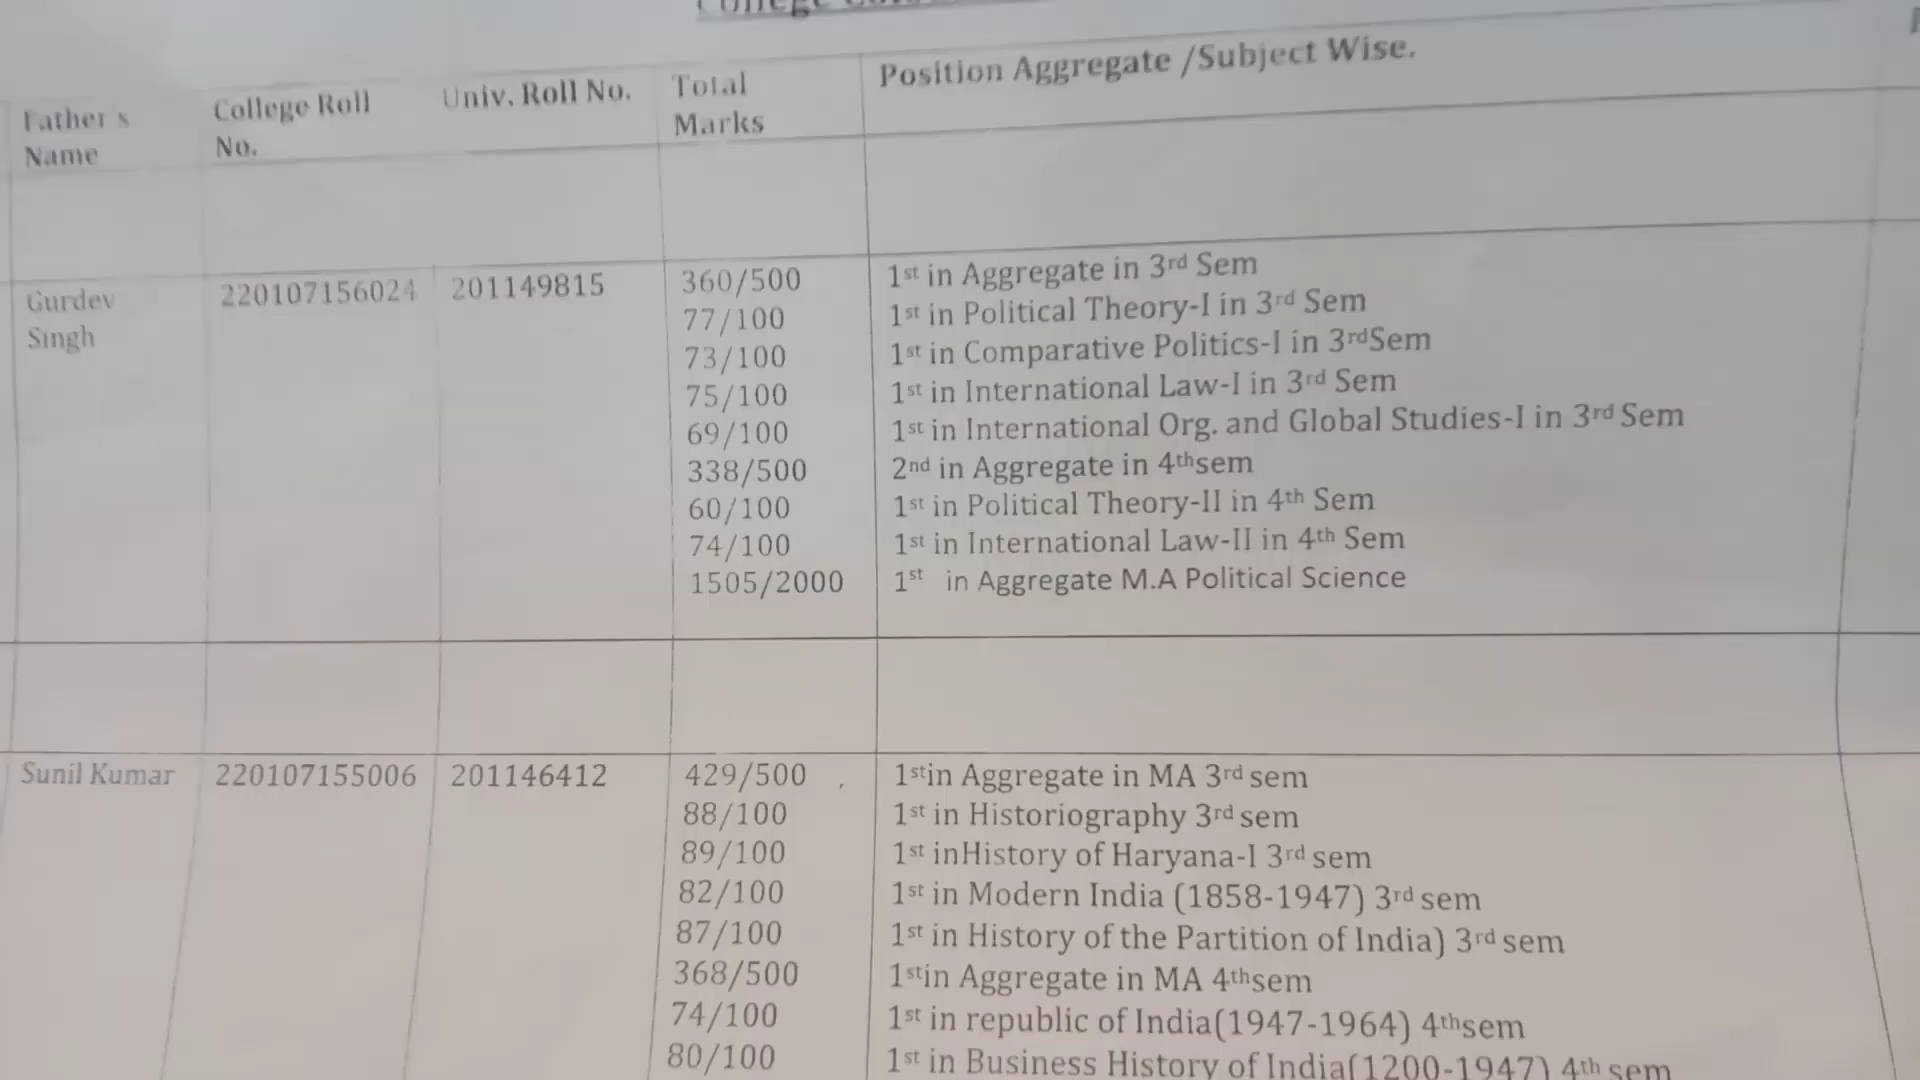 College
Father's Name College Roll No. Univ. Roll No. Total Marks Position Aggregate /Subject Wise.
Gurdev Singh 220107156024 201149815 360/500 1st in Aggregate in 3rd Sem
77/100 1st in Political Theory-I in 3rd Sem
73/100 1st in Comparative Politics-I in 3rdSem
75/100 1st in International Law-I in 3rd Sem
69/100 1st in International Org. and Global Studies-I in 3rd Sem
338/500 2nd in Aggregate in 4thsem
60/100 1st in Political Theory-II in 4th Sem
74/100 1st in International Law-II in 4th Sem
1505/2000 1st in Aggregate M.A Political Science
Sunil Kumar 220107155006 201146412 429/500 1stin Aggregate in MA 3rd sem
88/100 1st in Historiography 3rd sem
89/100 1st inHistory of Haryana-I 3rd sem
82/100 1st in Modern India (1858-1947) 3rd sem
87/100 1st in History of the Partition of India) 3rd sem
368/500 1stin Aggregate in MA 4thsem
74/100 1st in republic of India(1947-1964) 4thsem
80/100 1st in Business History of India(1200-1947) 4th sem